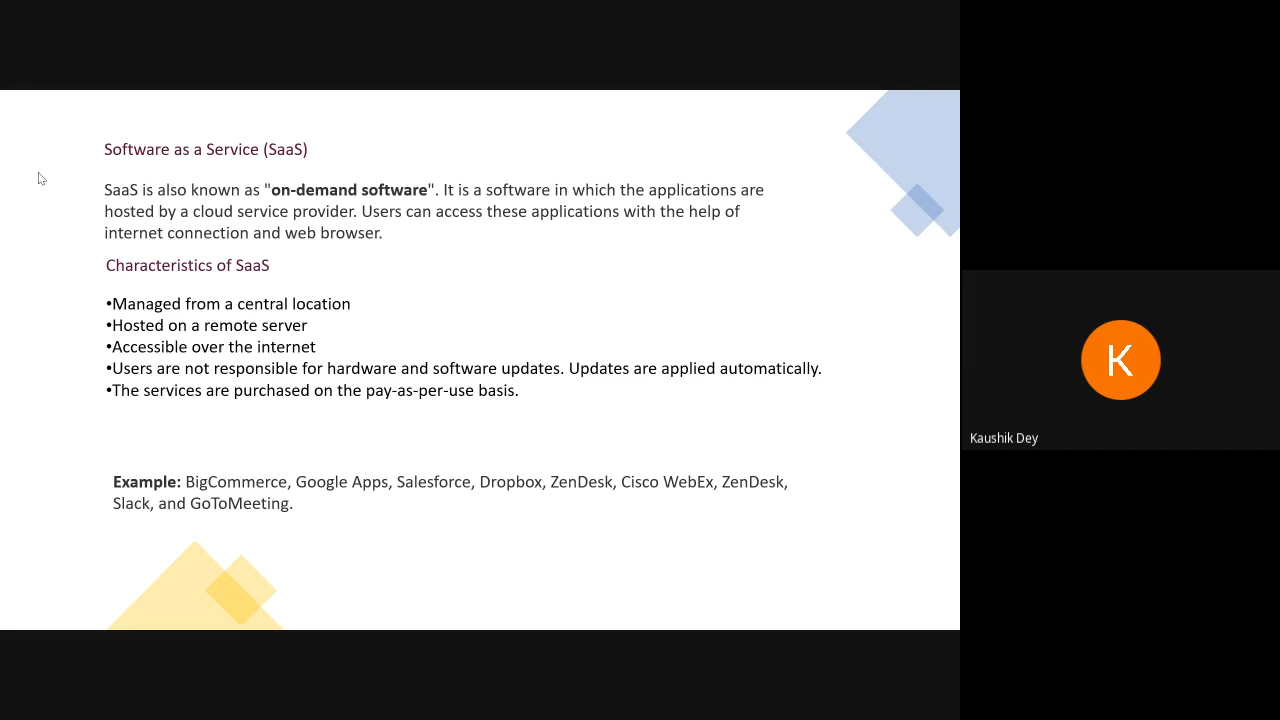 Software as a Service (SaaS)
SaaS is also known as "on-demand software". It is a software in which the applications are
hosted by a cloud service provider. Users can access these applications with the help of
internet connection and web browser.
Characteristics of SaaS
•Managed from a central location
•Hosted on a remote server
•Accessible over the internet
•Users are not responsible for hardware and software updates. Updates are applied automatically.
•The services are purchased on the pay-as-per-use basis.
Example: BigCommerce, Google Apps, Salesforce, Dropbox, ZenDesk, Cisco WebEx, ZenDesk,
Slack, and GoToMeeting.
K
Kaushik Dey